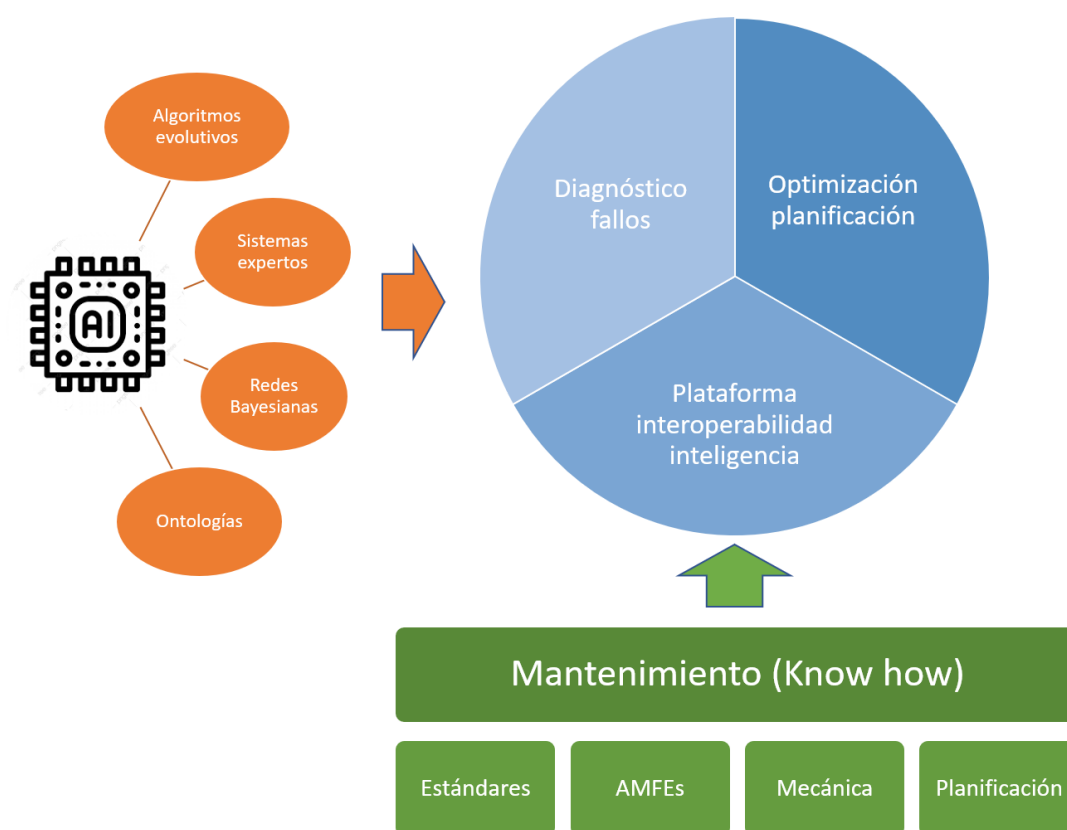 Algoritmos
evolutivos
Sistemas
expertos
AI
Redes
Bayesianas
Ontologías
Diagnóstico
fallos
Optimización
planificación
Plataforma
interoperabilidad
inteligencia
Mantenimiento (Know how)
Estándares
AMFEs
Mecánica
Planificación